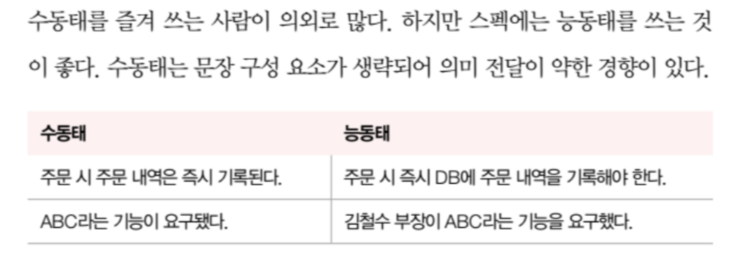 수동태를 즐겨 쓰는 사람이 의외로 많다. 하지만 스펙에는 능동태를 쓰는 것
이 좋다. 수동태는 문장 구성 요소가 생략되어 의미 전달이 약한 경향이 있다.
수동태 능동태
주문 시 주문 내역은 즉시 기록된다. 주문 시 즉시 DB에 주문 내역을 기록해야 한다.
ABC라는 기능이 요구됐다. 김철수 부장이 ABC라는 기능을 요구했다.